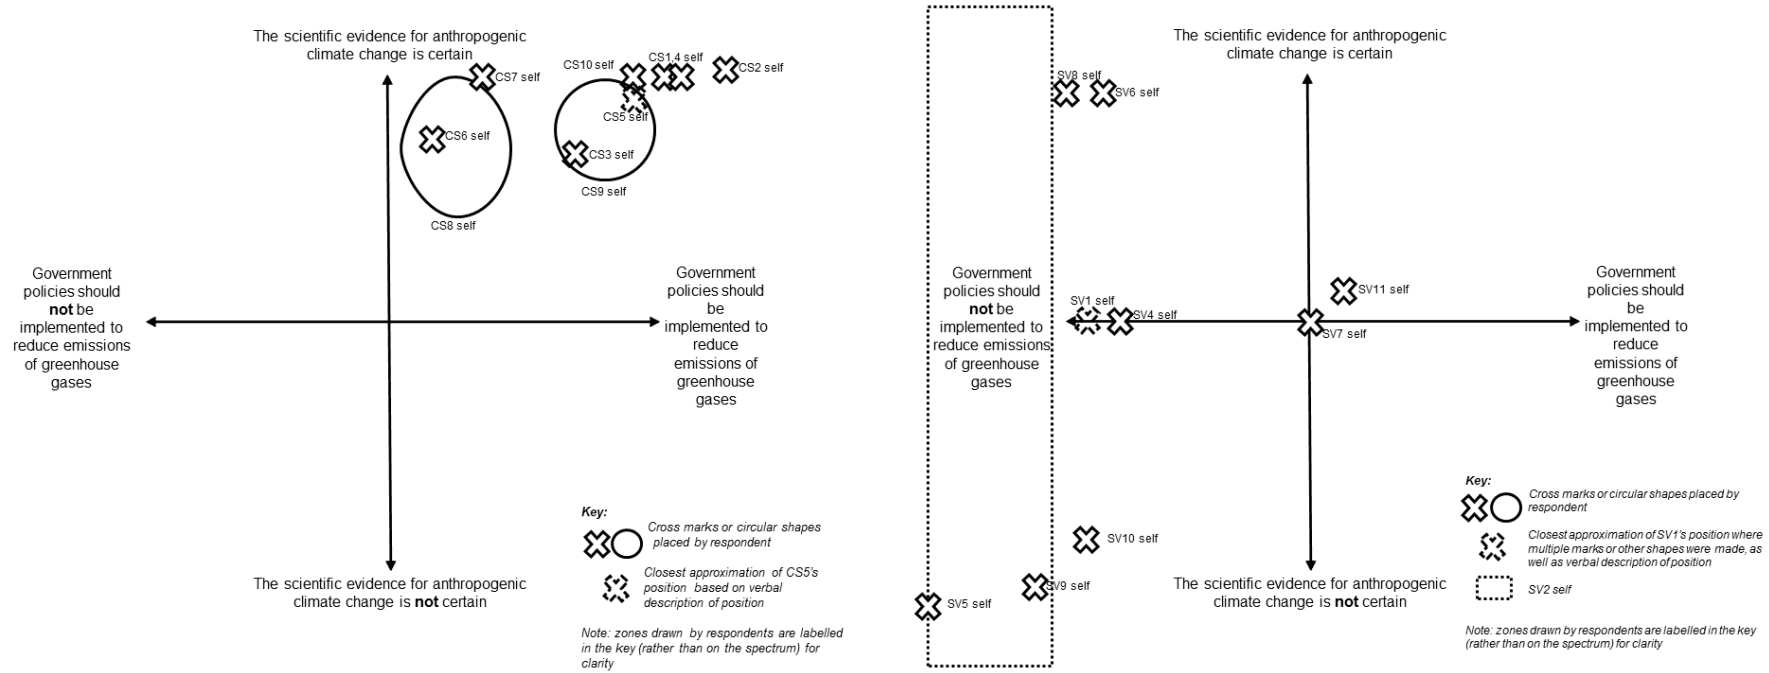 The scientific evidence for anthropogenic
climate change is certain
CS7 self
CS10 self
CS1,4 self
CS2 self
CS5 self
CS6 self
CS3 self
CS9 self
CS8 self
Government
policies should
not be
implemented to
reduce emissions
of greenhouse
gases
Government
policies should
be
implemented to
reduce
emissions of
greenhouse
gases
Key:
Cross marks or circular shapes
placed by respondent
Closest approximation of CS5's
position based on verbal
description of position
The scientific evidence for anthropogenic
climate change is not certain
Note: zones drawn by respondents are labelled
in the key (rather than on the spectrum) for
clarity
The scientific evidence for anthropogenic
climate change is certain
SV8 self
SV6 self
Government
policies should
not be
implemented to
reduce emissions
of greenhouse
gases
SV1 self
SV4 self
SV11 self
SV7 self
Government
policies should
be
implemented to
reduce
emissions of
greenhouse
gases
SV10 self
SV9 self
SV5 self
The scientific evidence for anthropogenic
climate change is not certain
Key:
Cross marks or circular shapes placed by
respondent
Closest approximation of SV1's position where
multiple marks or other shapes were made, as
well as verbal description of position
SV2 self
Note: zones drawn by respondents are labelled in the key
(rather than on the spectrum) for clarity